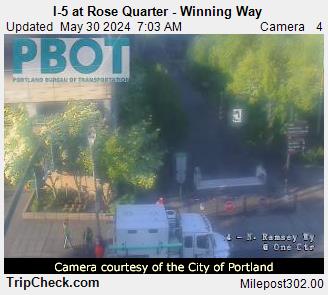 I-5 at Rose Quarter - Winning Way
Updated May 30 2024 7:03 AM Camera 4
PBOT
PORTLAND BUREAU OF TRANSPORTATION
4 - N. Ramsey Wy
@ One Ctr
Camera courtesy of the City of Portland
TripCheck.com Milepost302.00